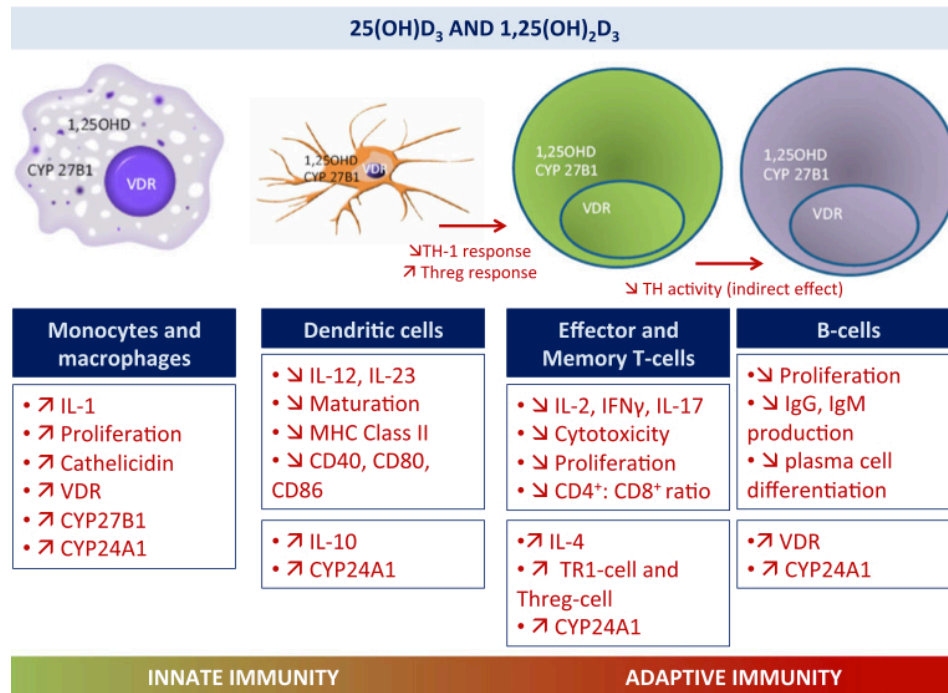 25(OH)D₃ AND 1,25(OH)₂D₃
1,25OHD
CYP 27B1
VDR
1,25OHD
CYP 27B1
VDR
↘TH-1 response
↗ Threg response
1,25OHD
CYP 27B1
VDR
↘ TH activity (indirect effect)
1,25OHD
CYP 27B1
VDR
Monocytes and
macrophages
• ↗ IL-1
• ↗ Proliferation
• ↗ Cathelicidin
• ↗ VDR
• ↗ CYP27B1
• ↗ CYP24A1
Dendritic cells
• ↘ IL-12, IL-23
• ↘ Maturation
• ↘ MHC Class II
• ↘ CD40, CD80,
CD86
• ↗ IL-10
• ↗ CYP24A1
Effector and
Memory T-cells
• ↘ IL-2, IFNγ, IL-17
• ↘ Cytotoxicity
• ↘ Proliferation
• ↘ CD4⁺: CD8⁺ ratio
•↗ IL-4
• ↗ TR1-cell and
Threg-cell
• ↗ CYP24A1
B-cells
•↘ Proliferation
• ↘ IgG, IgM
production
• ↘ plasma cell
differentiation
•↗ VDR
• ↗ CYP24A1
INNATE IMMUNITY
ADAPTIVE IMMUNITY